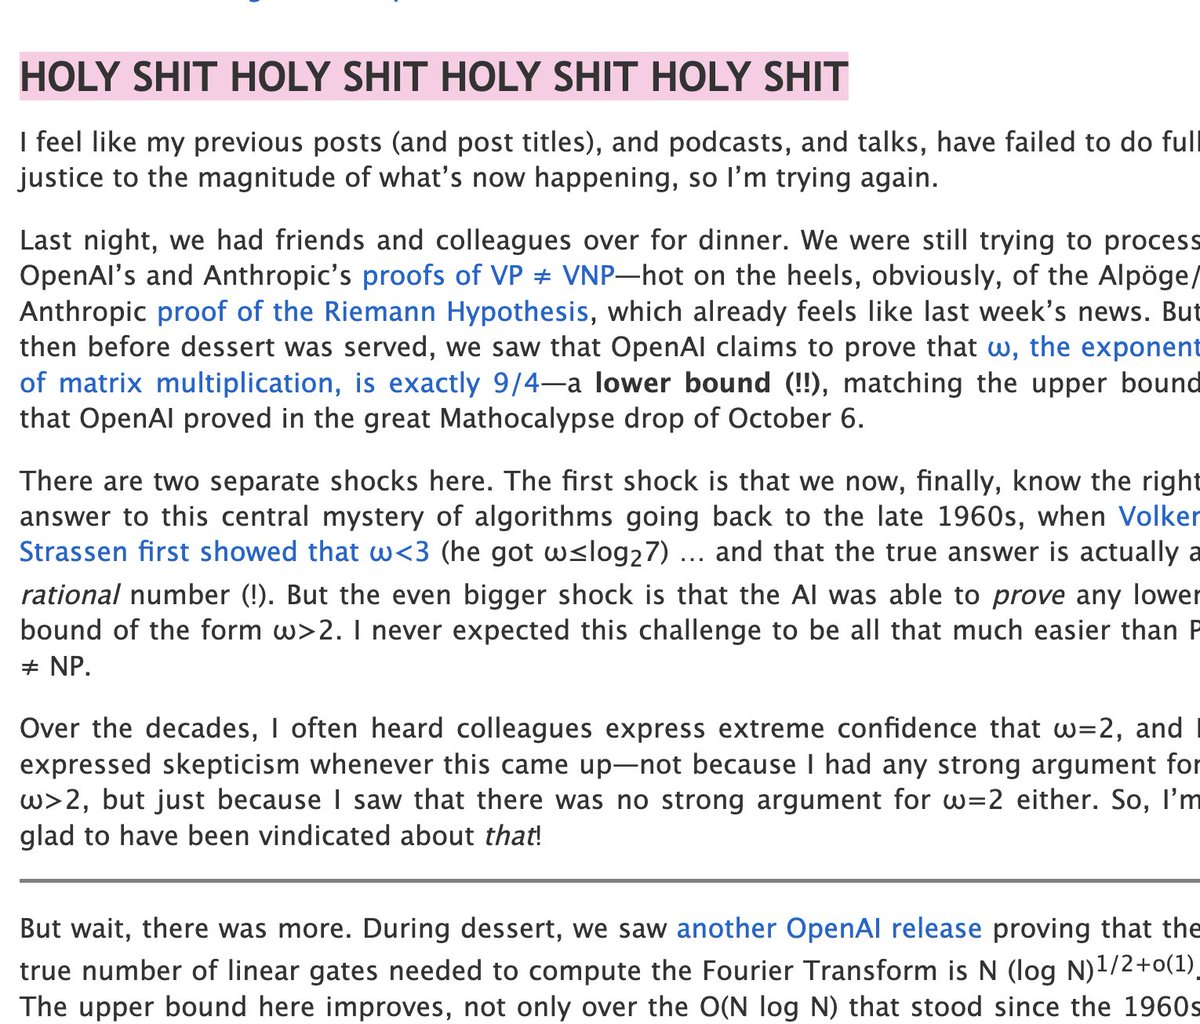 HOLY SHIT HOLY SHIT HOLY SHIT HOLY SHIT
I feel like my previous posts (and post titles), and podcasts, and talks, have failed to do full
justice to the magnitude of what’s now happening, so I’m trying again.
Last night, we had friends and colleagues over for dinner. We were still trying to process
OpenAI’s and Anthropic’s proofs of VP ≠ VNP—hot on the heels, obviously, of the Alpöge/
Anthropic proof of the Riemann Hypothesis, which already feels like last week’s news. But
then before dessert was served, we saw that OpenAI claims to prove that ω, the exponent
of matrix multiplication, is exactly 9/4—a lower bound (!!), matching the upper bound
that OpenAI proved in the great Mathocalypse drop of October 6.
There are two separate shocks here. The first shock is that we now, finally, know the right
answer to this central mystery of algorithms going back to the late 1960s, when Volker
Strassen first showed that ω<3 (he got ω≤log₂7) … and that the true answer is actually a
rational number (!). But the even bigger shock is that the AI was able to prove any lower
bound of the form ω>2. I never expected this challenge to be all that much easier than P
≠ NP.
Over the decades, I often heard colleagues express extreme confidence that ω=2, and I
expressed skepticism whenever this came up—not because I had any strong argument for
ω>2, but just because I saw that there was no strong argument for ω=2 either. So, I’m
glad to have been vindicated about that!
But wait, there was more. During dessert, we saw another OpenAI release proving that the
true number of linear gates needed to compute the Fourier Transform is N (log N)^1/2+o(1).
The upper bound here improves, not only over the O(N log N) that stood since the 1960s